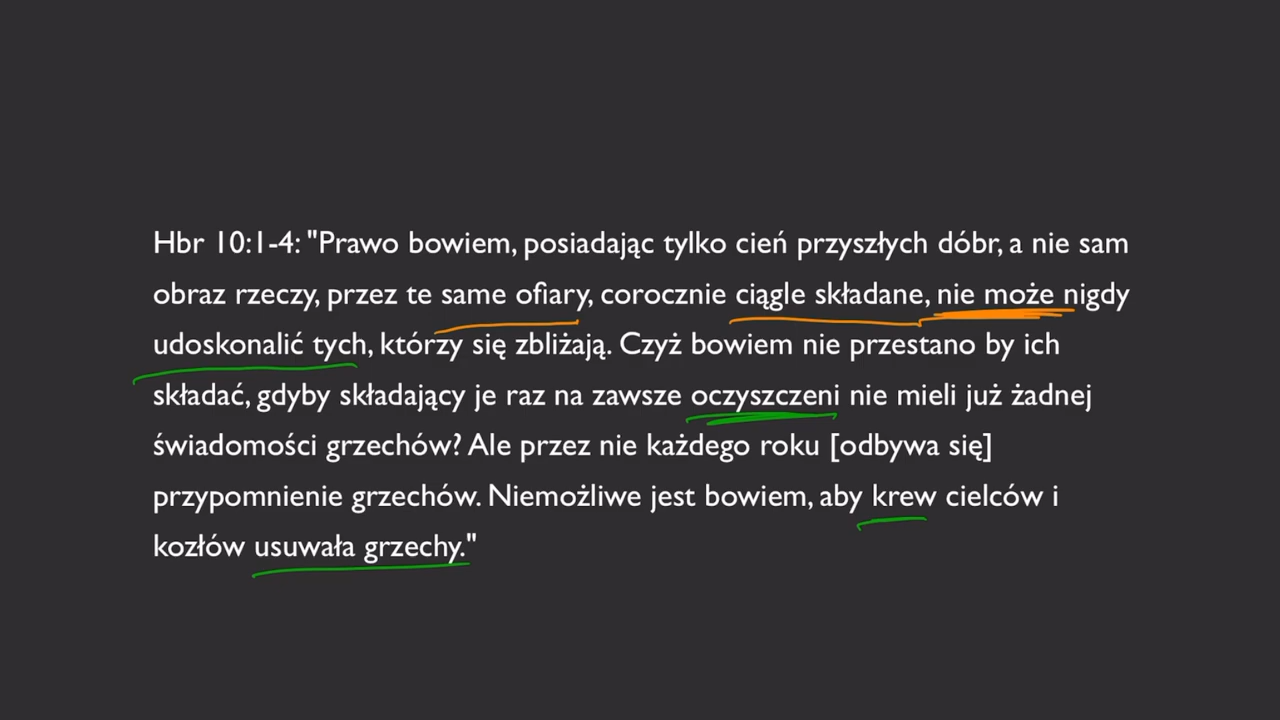 Hbr 10:1-4: "Prawo bowiem, posiadając tylko cień przyszłych dóbr, a nie sam
obraz rzeczy, przez te same ofiary, corocznie ciągle składane, nie może nigdy
udoskonalić tych, którzy się zbliżają. Czyż bowiem nie przestano by ich
składać, gdyby składający je raz na zawsze oczyszczeni nie mieli już żadnej
świadomości grzechów? Ale przez nie każdego roku [odbywa się]
przypomnienie grzechów. Niemożliwe jest bowiem, aby krew cielców i
kozłów usuwała grzechy."